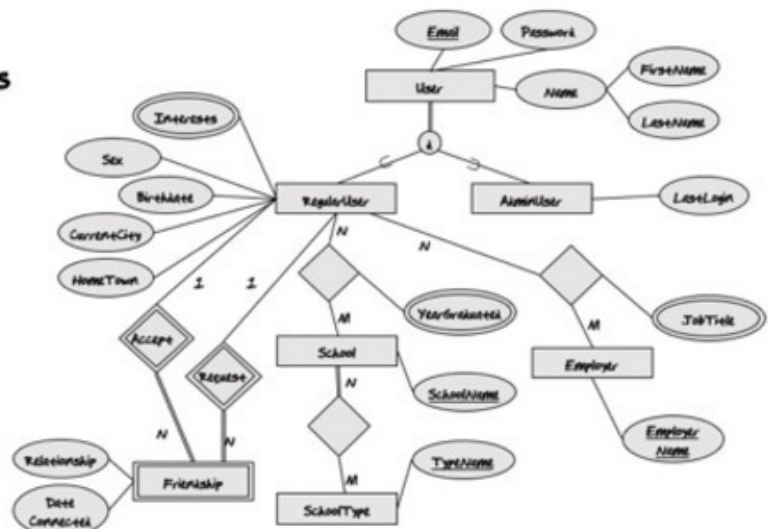 s
Email
Password
User
Name
FirstName
LastName
Interests
Sex
Birthdate
CurrentCity
HomeTown
d
RegularUser
AdminUser
LastLogin
1
1
N
N
Accept
Request
M
YearGraduated
M
JobTitle
School
Employer
SchoolName
N
N
N
Employer
Name
Relationship
Friendship
TypeName
M
Date
Connected
SchoolType